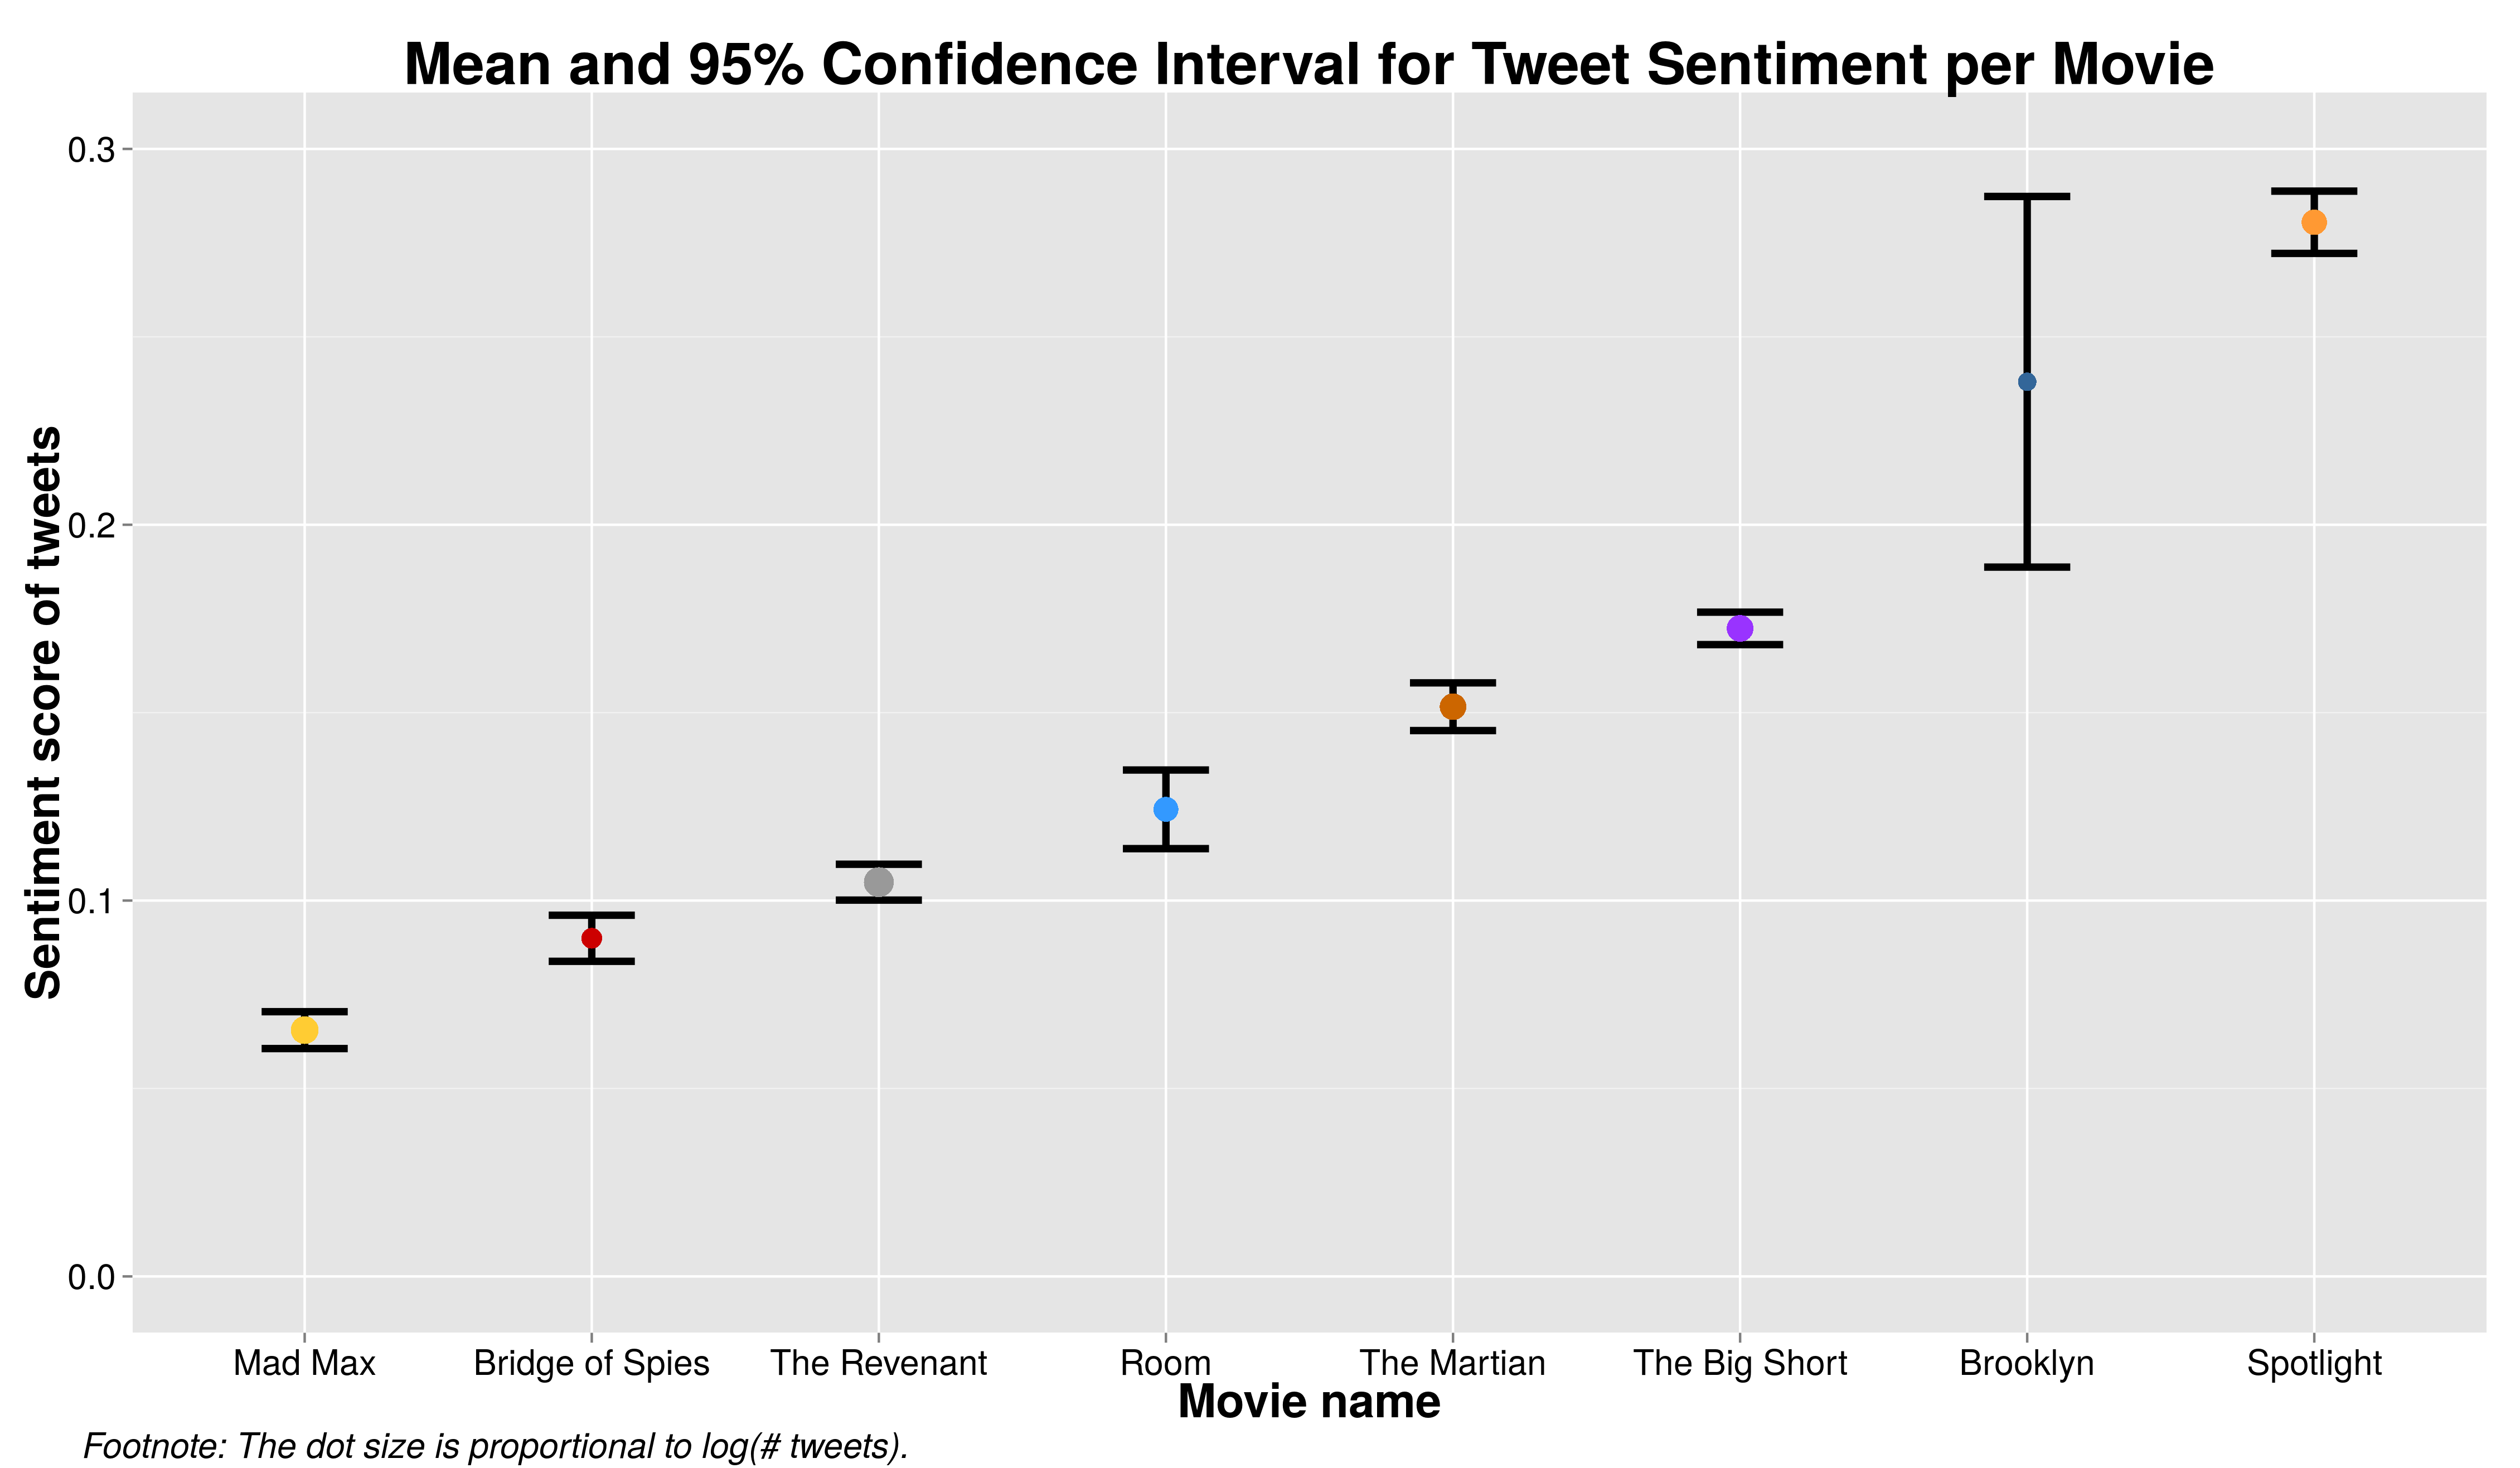 Mean and 95% Confidence Interval for Tweet Sentiment per Movie
Sentiment score of tweets
0.3
0.2
0.1
0.0
Mad Max Bridge of Spies The Revenant Room The Martian The Big Short Brooklyn Spotlight
Movie name
Footnote: The dot size is proportional to log(# tweets).